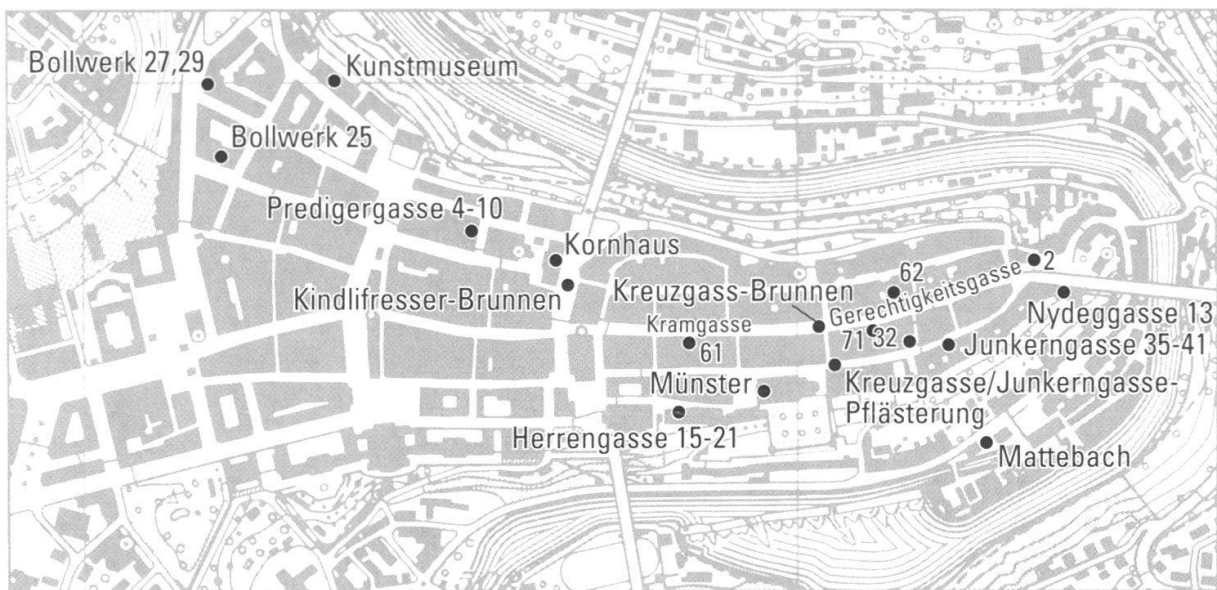 Bollwerk 27,29
Kunstmuseum
Bollwerk 25
Predigergasse 4-10
Kornhaus
Kindlifresser-Brunnen
Kreuzgass-Brunnen
62
Gerechtigkeitsgasse
2
Nydeggasse 13
Kramgasse
61
71
32
Junkerngasse 35-41
Münster
Kreuzgasse/Junkerngasse-
Pflästerung
Herrengasse 15-21
Mattebach